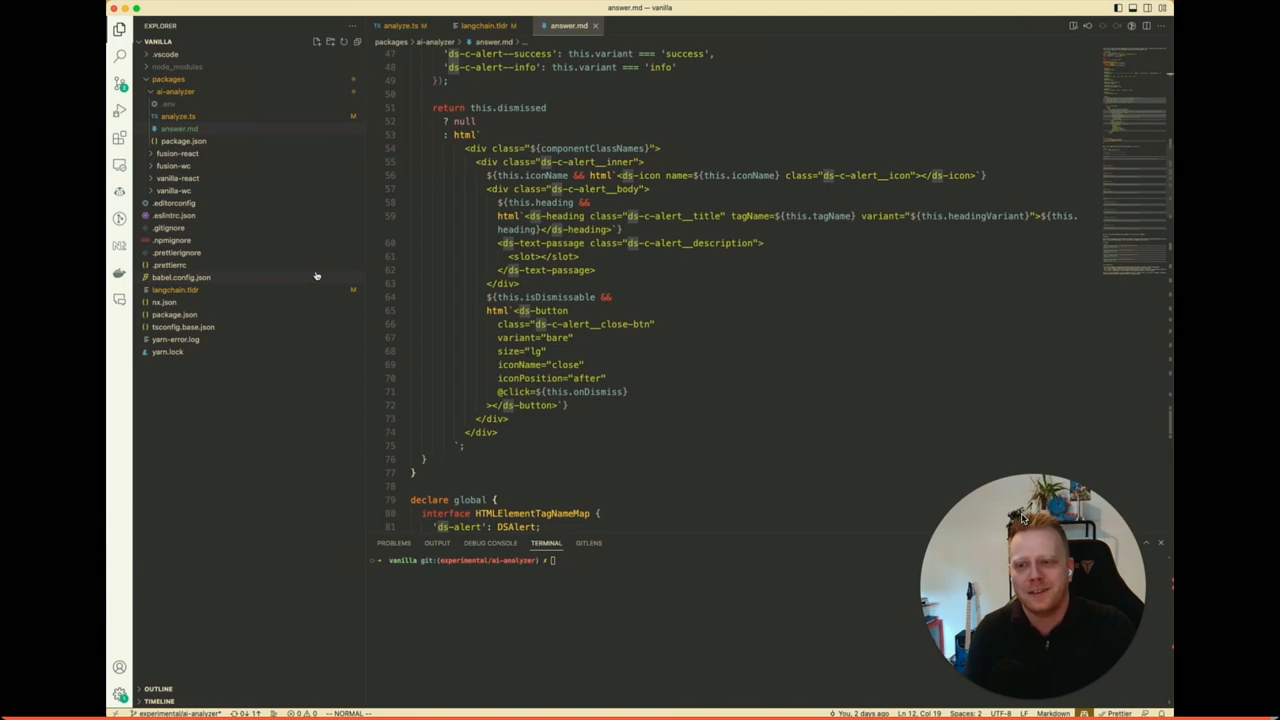 answer.md — vanilla
EXPLORER
VANILLA
.vscode
node_modules
packages
ai-analyzer
.env
analyze.ts M
answer.md
package.json
fusion-react
fusion-wc
vanilla-react
vanilla-wc
.editorconfig
.eslintrc.json
.gitignore
.npmignore
.prettierignore
.prettierrc
babel.config.json
langchain.tldr M
nx.json
package.json
tsconfig.base.json
yarn-error.log
yarn.lock
OUTLINE
TIMELINE
analyze.ts M
langchain.tldr M
answer.md
packages > ai-analyzer > answer.md > ...
47 'ds-c-alert--success': this.variant === 'success',
48 'ds-c-alert--info': this.variant === 'info'
49 });
50
51 return this.dismissed
52 ? null
53 : html`
54 <div class="${componentClassNames}">
55 <div class="ds-c-alert__inner">
56 ${this.iconName && html`<ds-icon name=${this.iconName} class="ds-c-alert__icon"></ds-icon>`}
57 <div class="ds-c-alert__body">
58 ${this.heading &&
59 html`<ds-heading class="ds-c-alert__title" tagName=${this.tagName} variant="${this.headingVariant}">${this.
heading}</ds-heading>`}
60 <ds-text-passage class="ds-c-alert__description">
61 <slot></slot>
62 </ds-text-passage>
63 </div>
64 ${this.isDismissable &&
65 html`<ds-button
66 class="ds-c-alert__close-btn"
67 variant="bare"
68 size="lg"
69 iconName="close"
70 iconPosition="after"
71 @click=${this.onDismiss}
72 ></ds-button>`}
73 </div>
74 </div>
75 `;
76 }
77 }
78
79 declare global {
80 interface HTMLElementTagNameMap {
81 'ds-alert': DSAlert;
PROBLEMS OUTPUT DEBUG CONSOLE TERMINAL GITLENS
vanilla git:(experimental/ai-analyzer) ✗
experimental/ai-analyzer* 0↓ 1↑ 0 0 -- NORMAL -- You, 2 days ago Ln 12, Col 19 Spaces: 2 UTF-8 LF Markdown Prettier